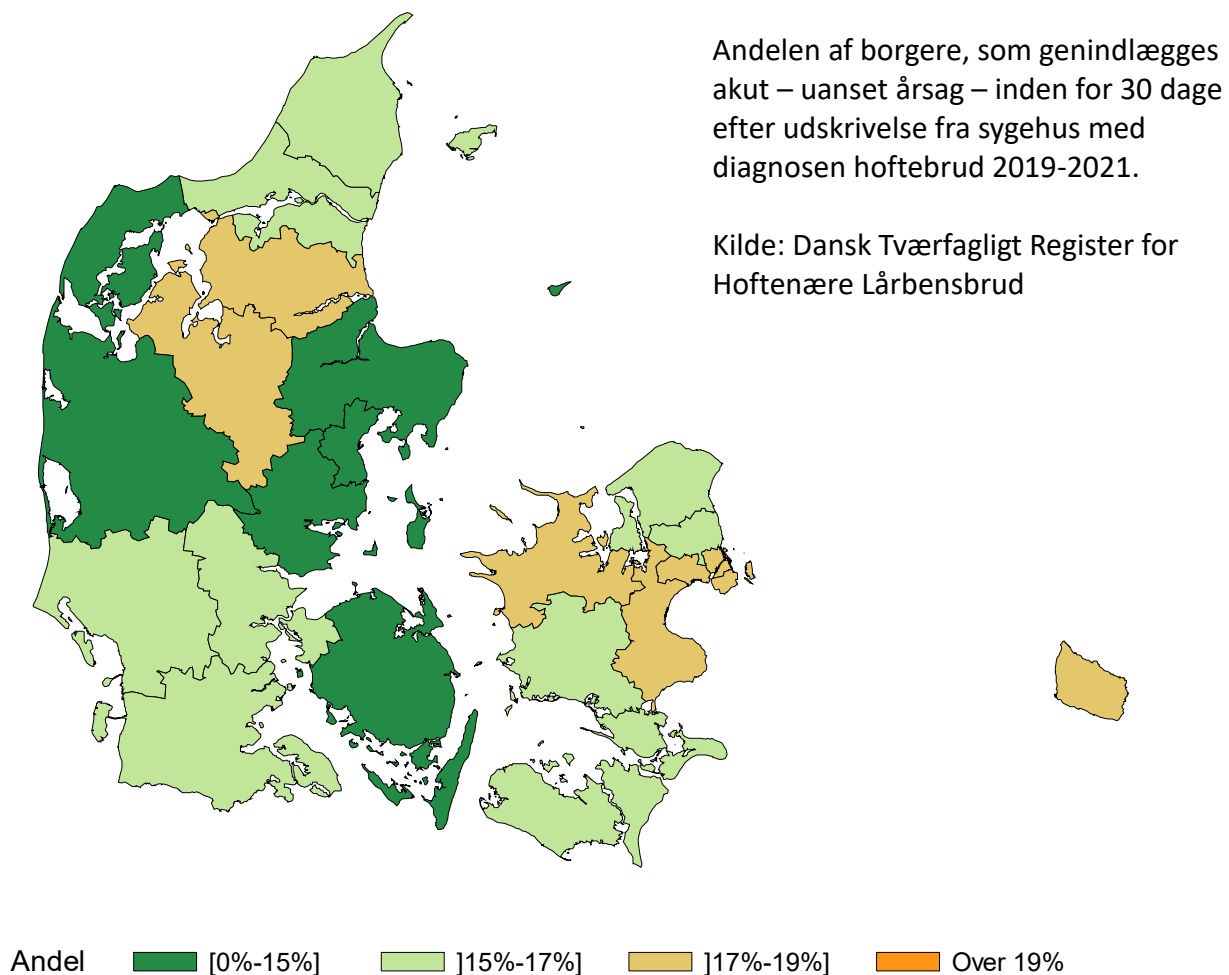 Andelen af borgere, som genindlægges
akut – uanset årsag – inden for 30 dage
efter udskrivelse fra sygehus med
diagnosen hoftebrud 2019-2021.
Kilde: Dansk Tværfagligt Register for
Hoftenære Lårbensbrud
Andel [0%-15%] ]15%-17%] ]17%-19%] Over 19%